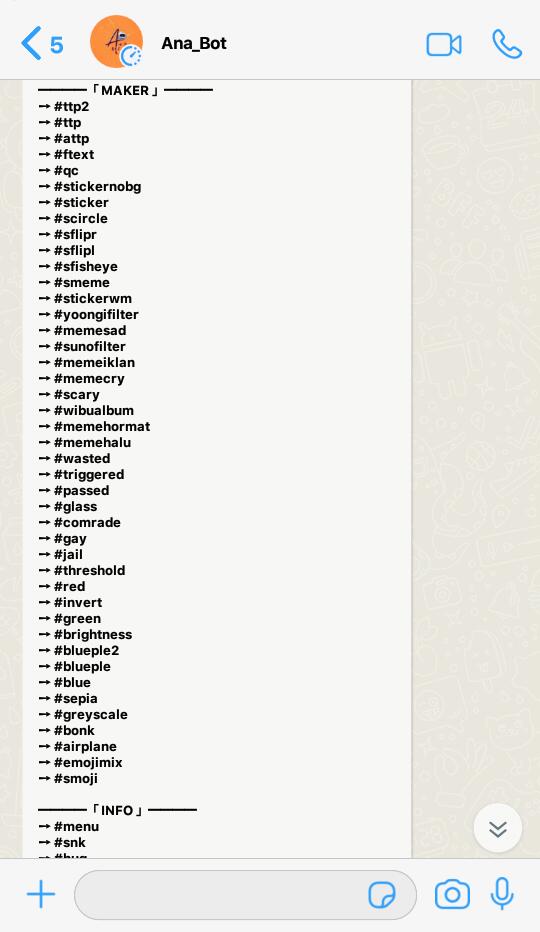 5
Ana_Bot
————「 MAKER 」————
→ #ttp2
→ #ttp
→ #attp
→ #ftext
→ #qc
→ #stickernobg
→ #sticker
→ #scircle
→ #sflipr
→ #sflipl
→ #sfisheye
→ #smeme
→ #stickerwm
→ #yoongifilter
→ #memesad
→ #sunofilter
→ #memeiklan
→ #memecry
→ #scary
→ #wibualbum
→ #memehormat
→ #memehalu
→ #wasted
→ #triggered
→ #passed
→ #glass
→ #comrade
→ #gay
→ #jail
→ #threshold
→ #red
→ #invert
→ #green
→ #brightness
→ #blueple2
→ #blueple
→ #blue
→ #sepia
→ #greyscale
→ #bonk
→ #airplane
→ #emojimix
→ #smoji
————「 INFO 」————
→ #menu
→ #snk